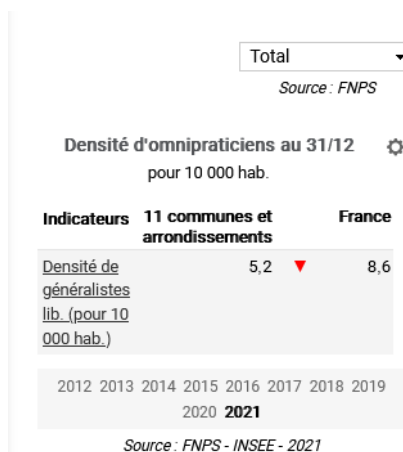 Total
Source : FNPS
Densité d'omnipraticiens au 31/12
pour 10 000 hab.
Indicateurs 11 communes et arrondissements France
Densité de généralistes lib. (pour 10 000 hab.) 5,2 ▼ 8,6
2012 2013 2014 2015 2016 2017 2018 2019
2020 2021
Source : FNPS - INSEE - 2021